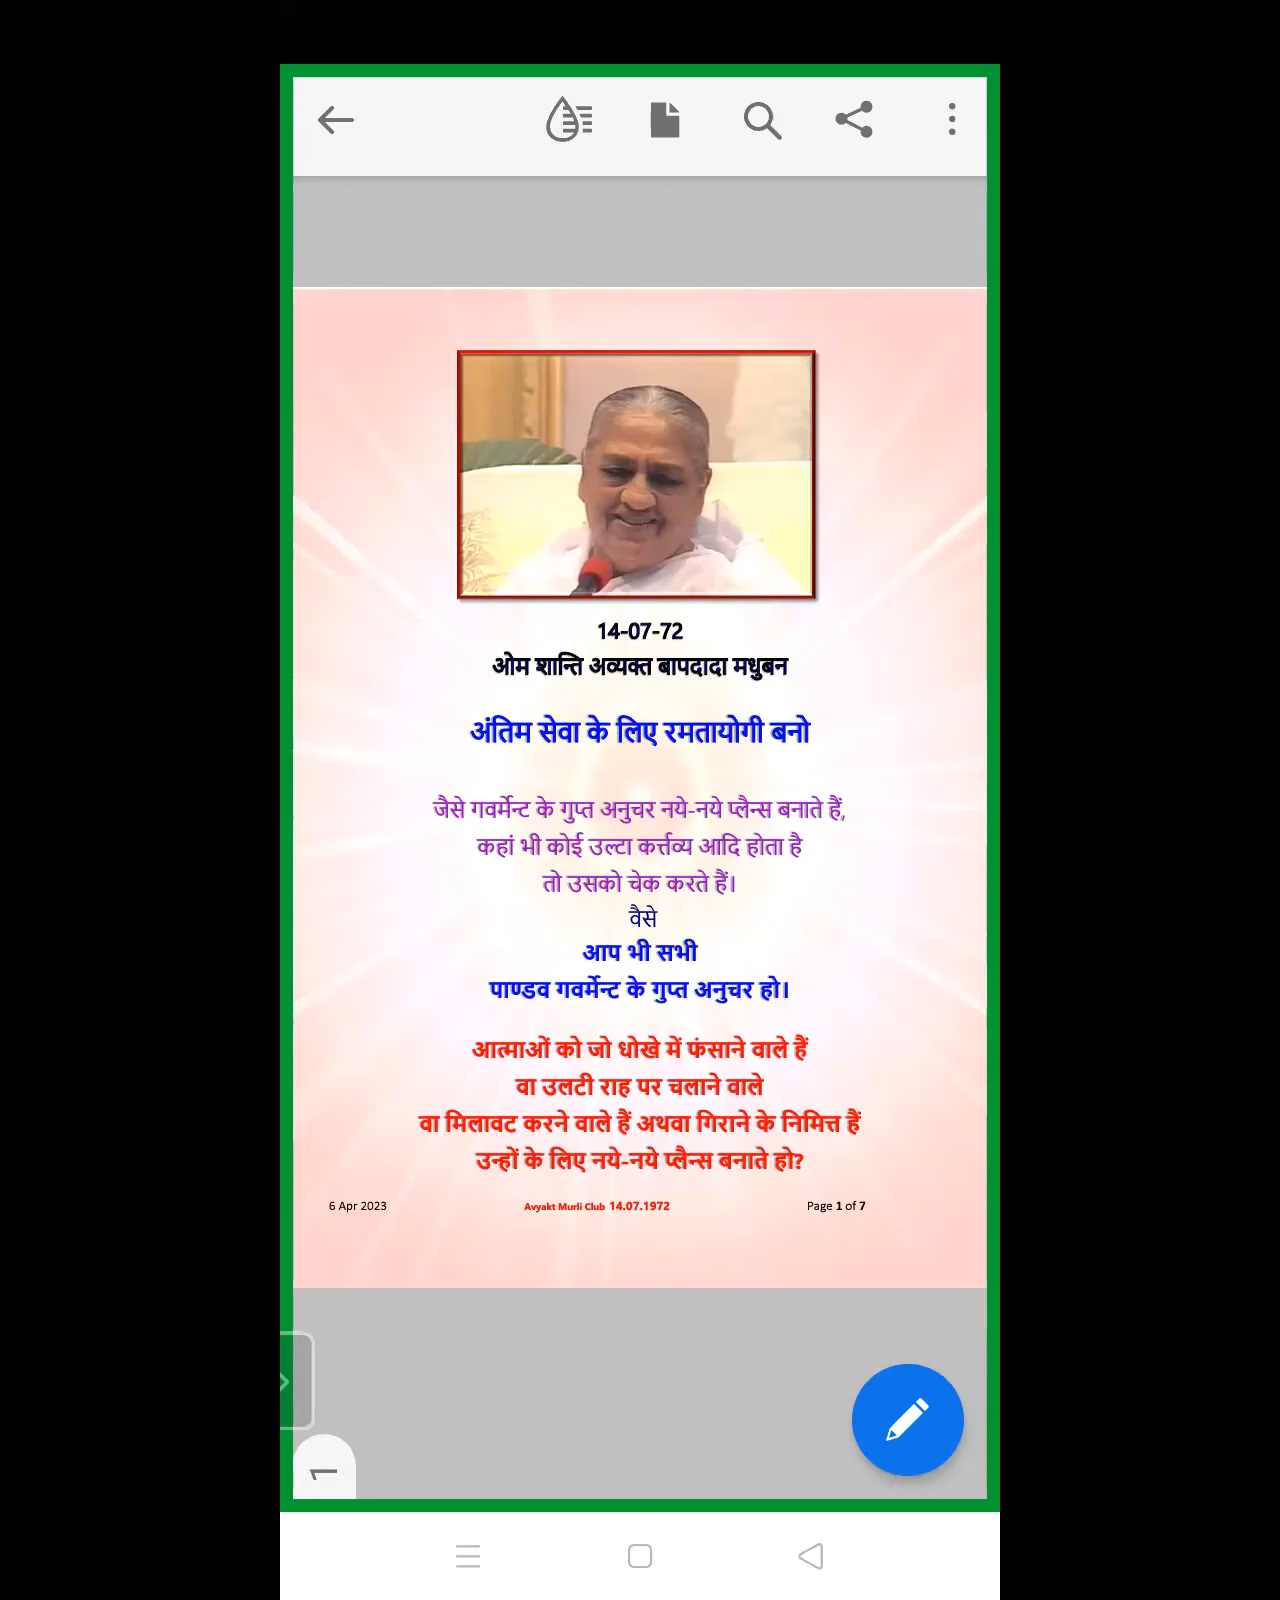 14-07-72
ओम शान्ति अव्यक्त बापदादा मधुबन
अंतिम सेवा के लिए रमतायोगी बनो
जैसे गवर्मेन्ट के गुप्त अनुचर नये-नये प्लैन्स बनाते हैं,
कहां भी कोई उल्टा कर्त्तव्य आदि होता है
तो उसको चेक करते हैं।
वैसे
आप भी सभी
पाण्डव गवर्मेन्ट के गुप्त अनुचर हो।
आत्माओं को जो धोखे में फंसाने वाले हैं
वा उलटी राह पर चलाने वाले
वा मिलावट करने वाले हैं अथवा गिराने के निमित्त हैं
उन्हों के लिए नये-नये प्लैन्स बनाते हो?
6 Apr 2023 Avyakt Murli Club 14.07.1972 Page 1 of 7
1